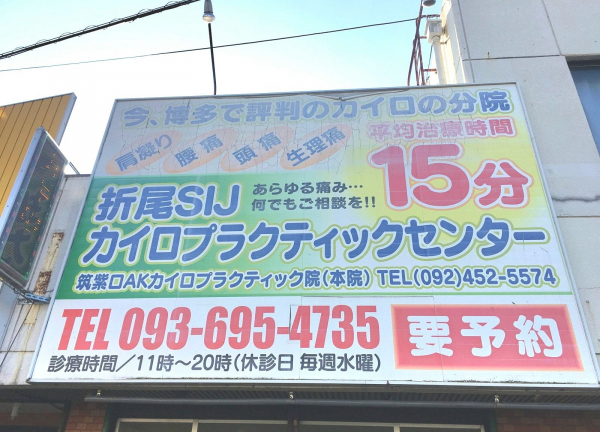 今、博多で評判のカイロの分院
肩凝り 腰痛 頭痛 生理痛
平均治療時間
15分
折尾SIJ
あらゆる痛み…
何でもご相談を!!
カイロプラクティックセンター
筑紫口AKカイロプラクティック院(本院) TEL(092)452-5574
TEL 093-695-4735
要予約
診療時間/11時～20時(休診日 毎週水曜)